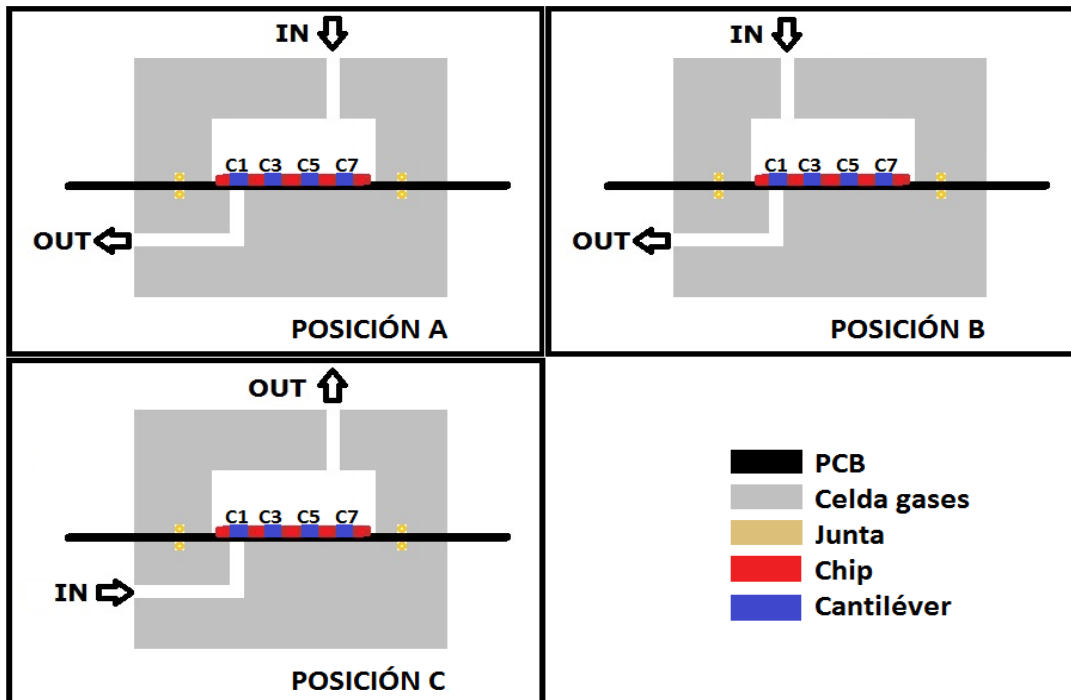 IN
C1 C3 C5 C7
OUT
POSICIÓN A
IN
C1 C3 C5 C7
OUT
POSICIÓN B
OUT
C1 C3 C5 C7
IN
POSICIÓN C
PCB
Celda gases
Junta
Chip
Cantiléver